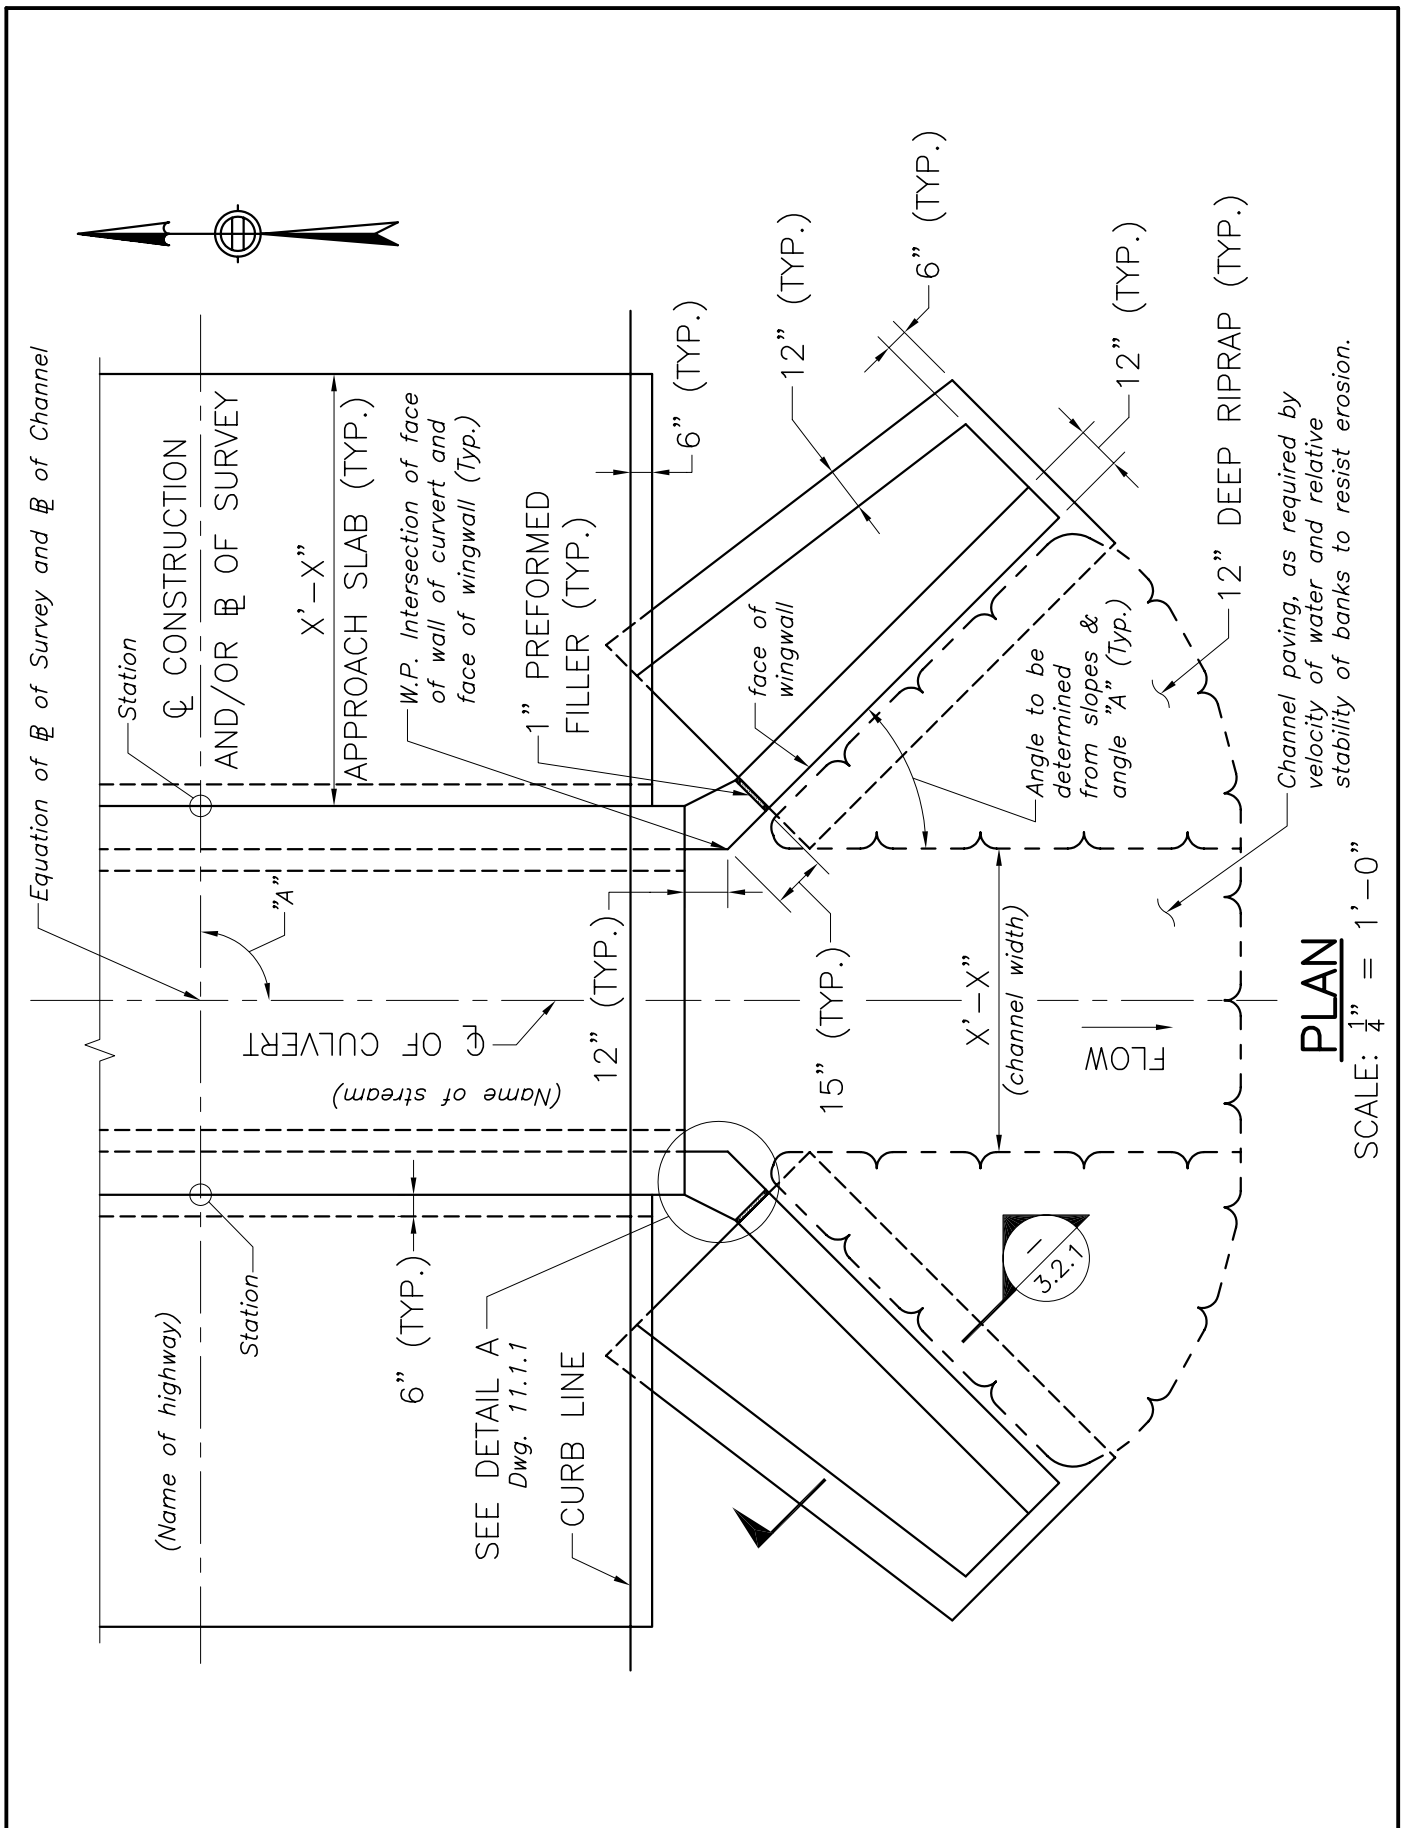 Equation of ⅊ of Survey and ⅊ of Channel
Station
℄ CONSTRUCTION
AND/OR ⅊ OF SURVEY
X'-X"
APPROACH SLAB (TYP.)
W.P. Intersection of face
of wall of curvert and
face of wingwall (Typ.)
1" PREFORMED
FILLER (TYP.)
6" (TYP.)
12" (TYP.)
6" (TYP.)
12" (TYP.)
face of
wingwall
Angle to be
determined
from slopes &
angle "A" (Typ.)
12" DEEP RIPRAP (TYP.)
Channel paving, as required by
velocity of water and relative
stability of banks to resist erosion.
"A"
℄ OF CULVERT
(Name of stream)
12" (TYP.)
15" (TYP.)
X'-X"
(channel width)
FLOW
(Name of highway)
Station
6" (TYP.)
SEE DETAIL A
Dwg. 11.1.1
CURB LINE
–
3.2.1
PLAN
SCALE: 1/4" = 1'-0"